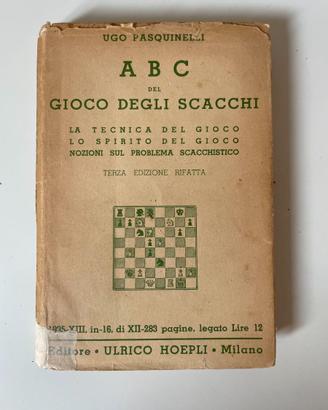 UGO PASQUINELLI
A B C
DEL
GIOCO DEGLI SCACCHI
LA TECNICA DEL GIOCO
LO SPIRITO DEL GIOCO
NOZIONI SUL PROBLEMA SCACCHISTICO
TERZA EDIZIONE RIFATTA
1935-XIII, in-16, di XII-283 pagine, legato Lire 12
Editore • ULRICO HOEPLI • Milano